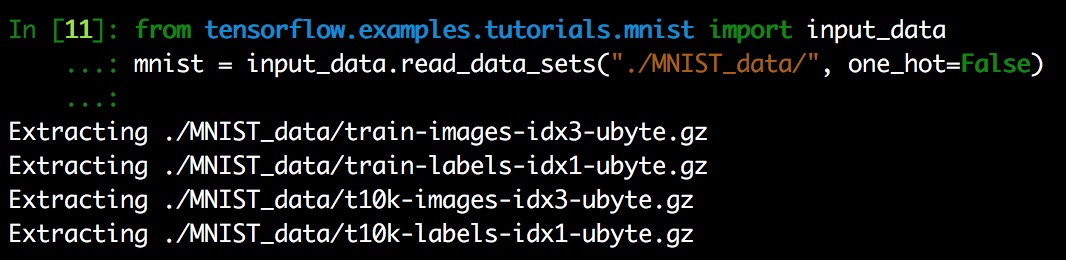 In [11]: from tensorflow.examples.tutorials.mnist import input_data
...: mnist = input_data.read_data_sets("./MNIST_data/", one_hot=False)
...:
Extracting ./MNIST_data/train-images-idx3-ubyte.gz
Extracting ./MNIST_data/train-labels-idx1-ubyte.gz
Extracting ./MNIST_data/t10k-images-idx3-ubyte.gz
Extracting ./MNIST_data/t10k-labels-idx1-ubyte.gz